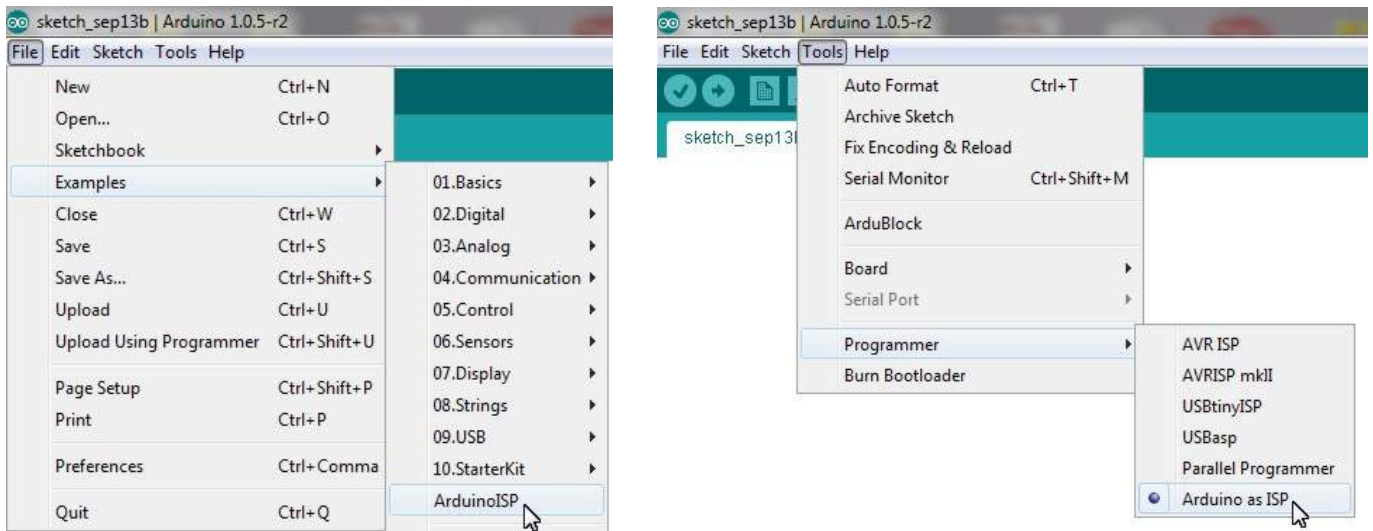 sketch_sep13b | Arduino 1.0.5-r2
File Edit Sketch Tools Help
New Ctrl+N
Open... Ctrl+O
Sketchbook
Examples
Close Ctrl+W
Save Ctrl+S
Save As... Ctrl+Shift+S
Upload Ctrl+U
Upload Using Programmer Ctrl+Shift+U
Page Setup Ctrl+Shift+P
Print Ctrl+P
Preferences Ctrl+Comma
Quit Ctrl+Q
01.Basics
02.Digital
03.Analog
04.Communication
05.Control
06.Sensors
07.Display
08.Strings
09.USB
10.StarterKit
ArduinoISP
sketch_sep13b | Arduino 1.0.5-r2
File Edit Sketch Tools Help
sketch_sep13
Auto Format Ctrl+T
Archive Sketch
Fix Encoding & Reload
Serial Monitor Ctrl+Shift+M
ArduBlock
Board
Serial Port
Programmer
Burn Bootloader
AVR ISP
AVRISP mkII
USBtinyISP
USBasp
Parallel Programmer
Arduino as ISP